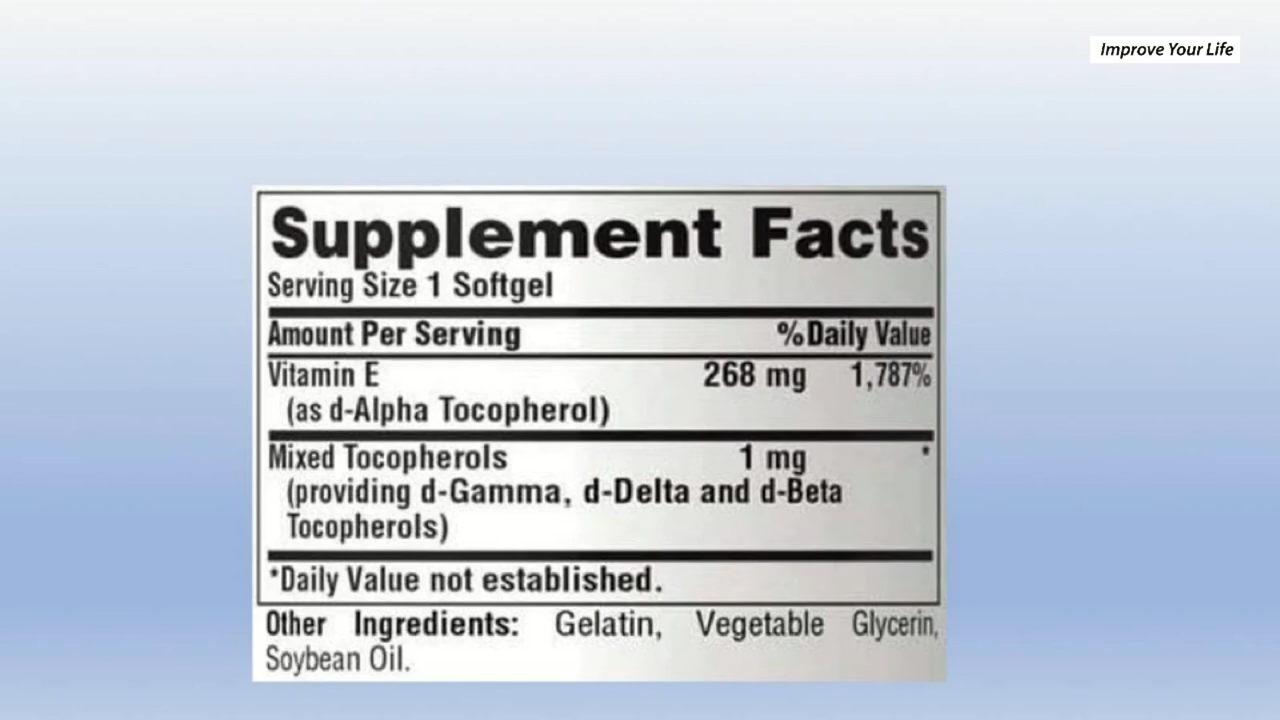 Improve Your Life
Supplement Facts
Serving Size 1 Softgel
Amount Per Serving %Daily Value
Vitamin E 268 mg 1,787%
(as d-Alpha Tocopherol)
Mixed Tocopherols 1 mg *
(providing d-Gamma, d-Delta and d-Beta
Tocopherols)
*Daily Value not established.
Other Ingredients: Gelatin, Vegetable Glycerin,
Soybean Oil.